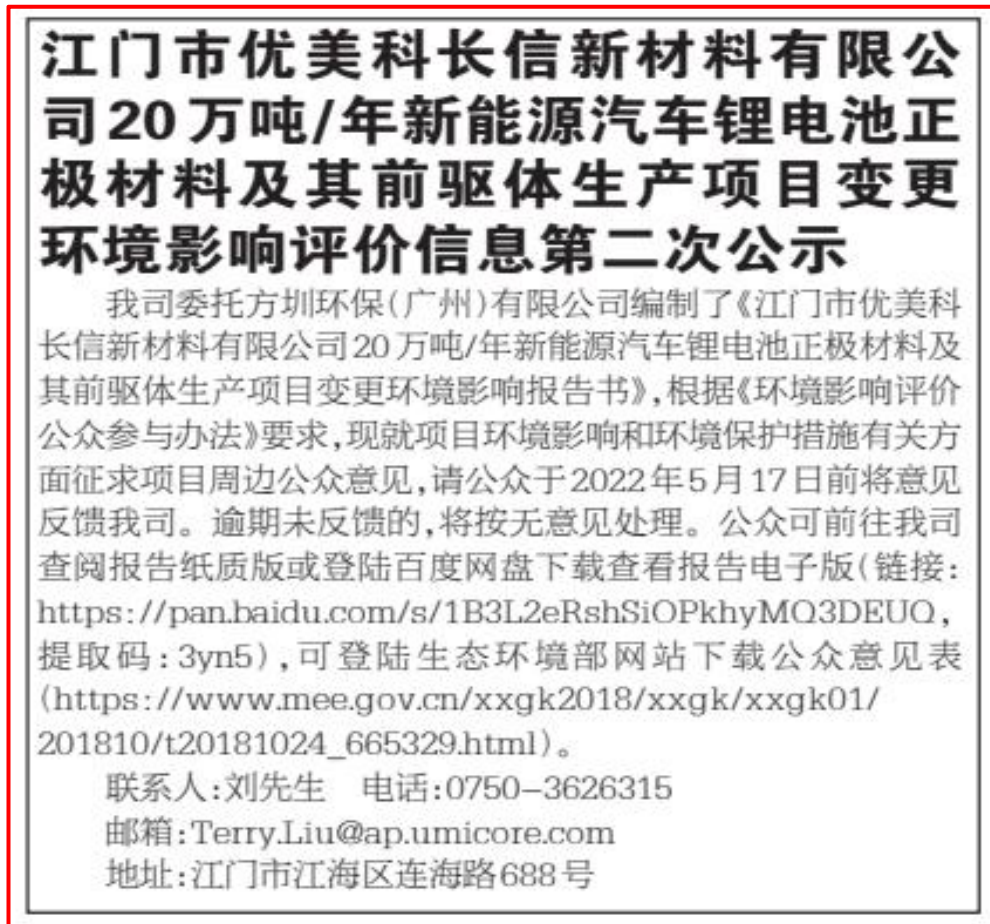 江门市优美科长信新材料有限公
司20万吨/年新能源汽车锂电池正
极材料及其前驱体生产项目变更
环境影响评价信息第二次公示
我司委托方圳环保(广州)有限公司编制了《江门市优美科
长信新材料有限公司20万吨/年新能源汽车锂电池正极材料及
其前驱体生产项目变更环境影响报告书》,根据《环境影响评价
公众参与办法》要求,现就项目环境影响和环境保护措施有关方
面征求项目周边公众意见,请公众于2022年5月17日前将意见
反馈我司。逾期未反馈的,将按无意见处理。公众可前往我司
查阅报告纸质版或登陆百度网盘下载查看报告电子版(链接:
https://pan.baidu.com/s/1B3L2eRshSiOPkhyMQ3DEUQ,
提取码:3yn5),可登陆生态环境部网站下载公众意见表
(https://www.mee.gov.cn/xxgk2018/xxgk/xxgk01/
201810/t20181024_665329.html)。
联系人:刘先生 电话:0750-3626315
邮箱:Terry.Liu@ap.umicore.com
地址:江门市江海区连海路688号